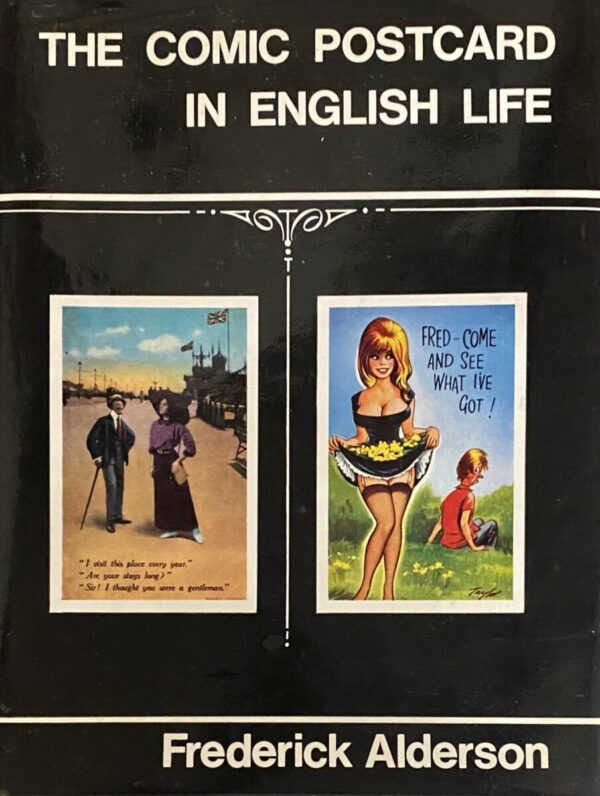 THE COMIC POSTCARD
IN ENGLISH LIFE
"I visit this place every year."
"Are your stays long?"
"Sir! I thought you were a gentleman."
FRED - COME
AND SEE
WHAT I'VE
GOT!
Taylor
Frederick Alderson